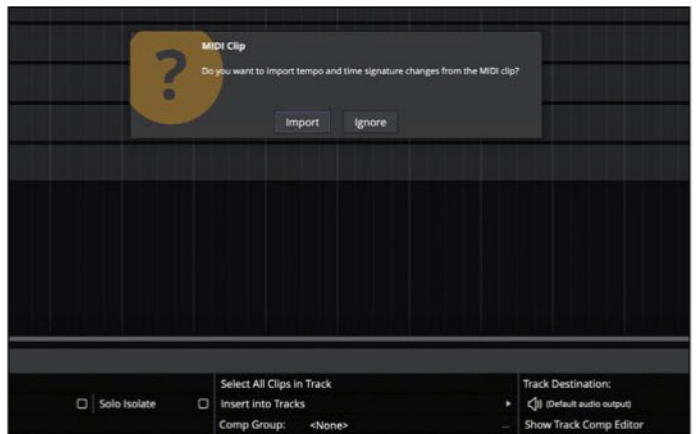 MIDI Clip
Do you want to import tempo and time signature changes from the MIDI clip?
Import Ignore
Select All Clips in Track Track Destination:
Solo Isolate Insert into Tracks (Default audio output)
Comp Group: <None> ... Show Track Comp Editor